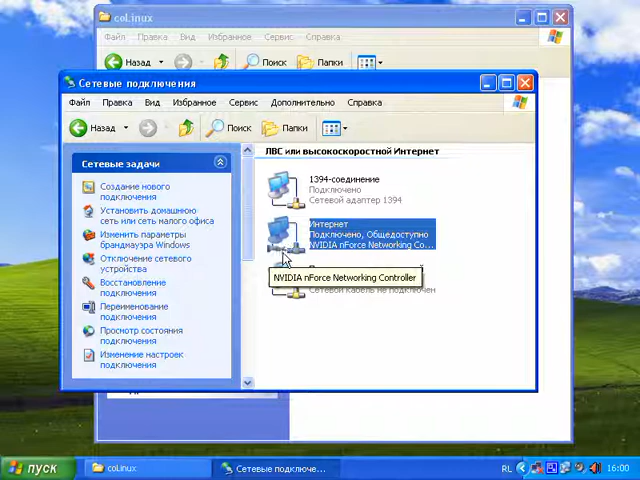 coLinux
Файл Правка Вид Избранное Сервис Справка
Назад Поиск Папки
Сетевые подключения
Файл Правка Вид Избранное Сервис Дополнительно Справка
Назад Поиск Папки
Сетевые задачи
Создание нового
подключения
Установить домашнюю
сеть или сеть малого офиса
Изменить параметры
брандмауэра Windows
Отключение сетевого
устройства
Восстановление
подключения
Переименование
подключения
Просмотр состояния
подключения
Изменение настроек
подключения
ЛВС или высокоскоростной Интернет
1394-соединение
Подключено
Сетевой адаптер 1394
Интернет
Подключено, Общедоступно
NVIDIA nForce Networking Co...
NVIDIA nForce Networking Controller
Сетевой кабель не подключен
пуск
coLinux
Сетевые подключе...
RL
16:00